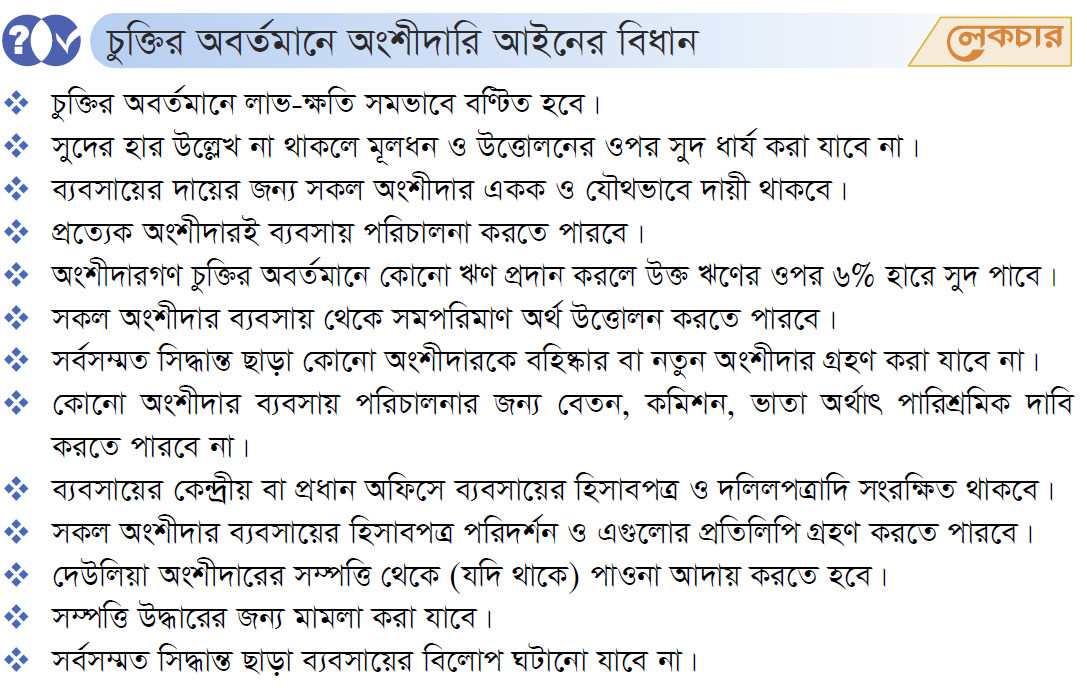 চুক্তির অবর্তমানে অংশীদারি আইনের বিধান
লেকচার
চুক্তির অবর্তমানে লাভ-ক্ষতি সমভাবে বণ্টিত হবে।
সুদের হার উল্লেখ না থাকলে মূলধন ও উত্তোলনের ওপর সুদ ধার্য করা যাবে না।
ব্যবসায়ের দায়ের জন্য সকল অংশীদার একক ও যৌথভাবে দায়ী থাকবে।
প্রত্যেক অংশীদারই ব্যবসায় পরিচালনা করতে পারবে।
অংশীদারগণ চুক্তির অবর্তমানে কোনো ঋণ প্রদান করলে উক্ত ঋণের ওপর ৬% হারে সুদ পাবে।
সকল অংশীদার ব্যবসায় থেকে সমপরিমাণ অর্থ উত্তোলন করতে পারবে।
সর্বসম্মত সিদ্ধান্ত ছাড়া কোনো অংশীদারকে বহিষ্কার বা নতুন অংশীদার গ্রহণ করা যাবে না।
কোনো অংশীদার ব্যবসায় পরিচালনার জন্য বেতন, কমিশন, ভাতা অর্থাৎ পারিশ্রমিক দাবি
করতে পারবে না।
ব্যবসায়ের কেন্দ্রীয় বা প্রধান অফিসে ব্যবসায়ের হিসাবপত্র ও দলিলপত্রাদি সংরক্ষিত থাকবে।
সকল অংশীদার ব্যবসায়ের হিসাবপত্র পরিদর্শন ও এগুলোর প্রতিলিপি গ্রহণ করতে পারবে।
দেউলিয়া অংশীদারের সম্পত্তি থেকে (যদি থাকে) পাওনা আদায় করতে হবে।
সম্পত্তি উদ্ধারের জন্য মামলা করা যাবে।
সর্বসম্মত সিদ্ধান্ত ছাড়া ব্যবসায়ের বিলোপ ঘটানো যাবে না।